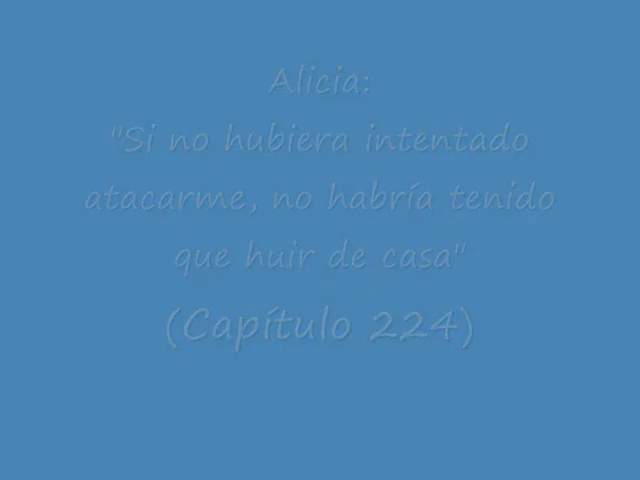 Alicia:
"Si no hubiera intentado
atacarme, no habría tenido
que huir de casa"
(Capítulo 224)